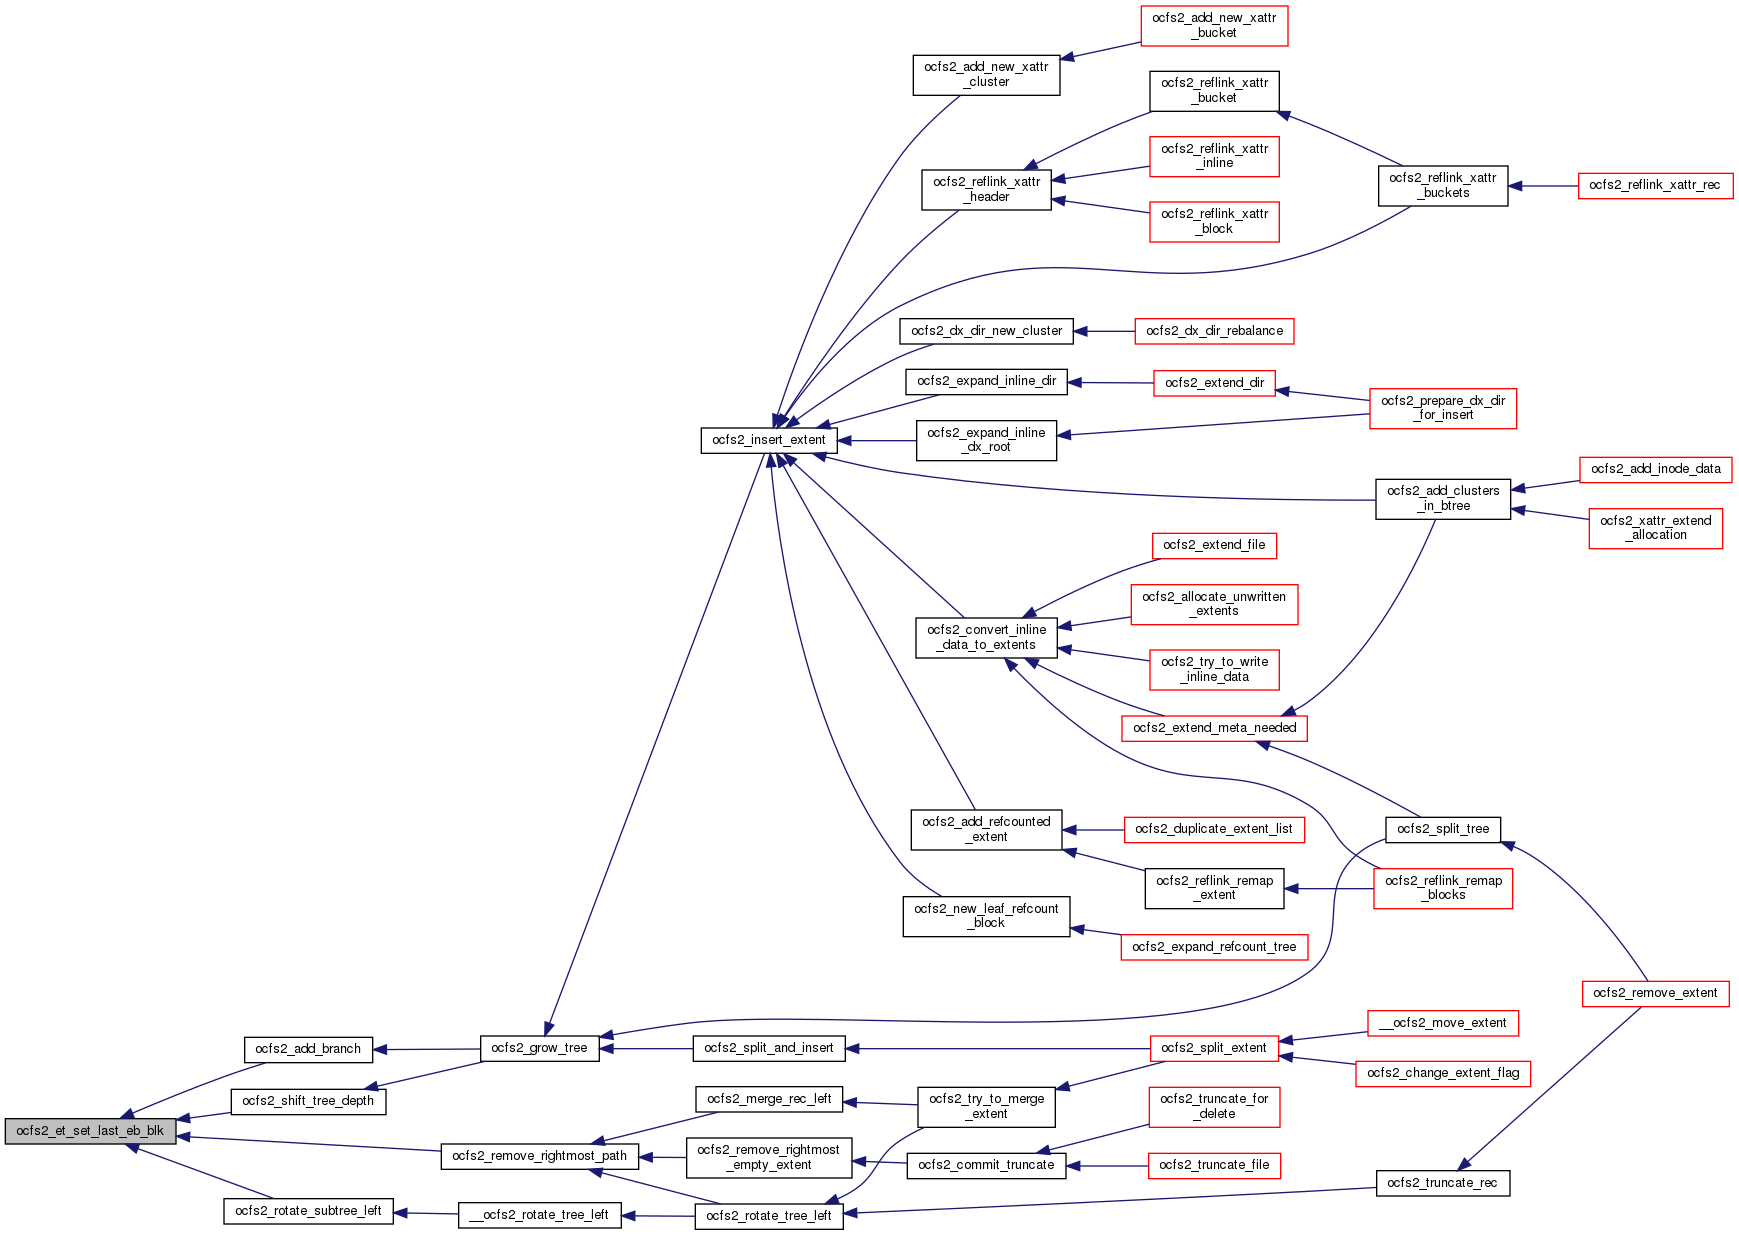 ocfs2_add_new_xattr
_bucket
ocfs2_add_new_xattr
_cluster
ocfs2_reflink_xattr
_bucket
ocfs2_reflink_xattr
_inline
ocfs2_reflink_xattr
_header
ocfs2_reflink_xattr
_buckets
ocfs2_reflink_xattr_rec
ocfs2_reflink_xattr
_block
ocfs2_dx_dir_new_cluster
ocfs2_dx_dir_rebalance
ocfs2_expand_inline_dir
ocfs2_extend_dir
ocfs2_prepare_dx_dir
_for_insert
ocfs2_insert_extent
ocfs2_expand_inline
_dx_root
ocfs2_add_inode_data
ocfs2_add_clusters
_in_btree
ocfs2_xattr_extend
_allocation
ocfs2_extend_file
ocfs2_allocate_unwritten
_extents
ocfs2_convert_inline
_data_to_extents
ocfs2_try_to_write
_inline_data
ocfs2_extend_meta_needed
ocfs2_add_refcounted
_extent
ocfs2_duplicate_extent_list
ocfs2_split_tree
ocfs2_reflink_remap
_extent
ocfs2_reflink_remap
_blocks
ocfs2_new_leaf_refcount
_block
ocfs2_expand_refcount_tree
ocfs2_remove_extent
__ocfs2_move_extent
ocfs2_add_branch
ocfs2_grow_tree
ocfs2_split_and_insert
ocfs2_split_extent
ocfs2_change_extent_flag
ocfs2_shift_tree_depth
ocfs2_merge_rec_left
ocfs2_try_to_merge
_extent
ocfs2_truncate_for
_delete
ocfs2_et_set_last_eb_blk
ocfs2_remove_rightmost_path
ocfs2_remove_rightmost
_empty_extent
ocfs2_commit_truncate
ocfs2_truncate_file
ocfs2_truncate_rec
ocfs2_rotate_subtree_left
__ocfs2_rotate_tree_left
ocfs2_rotate_tree_left